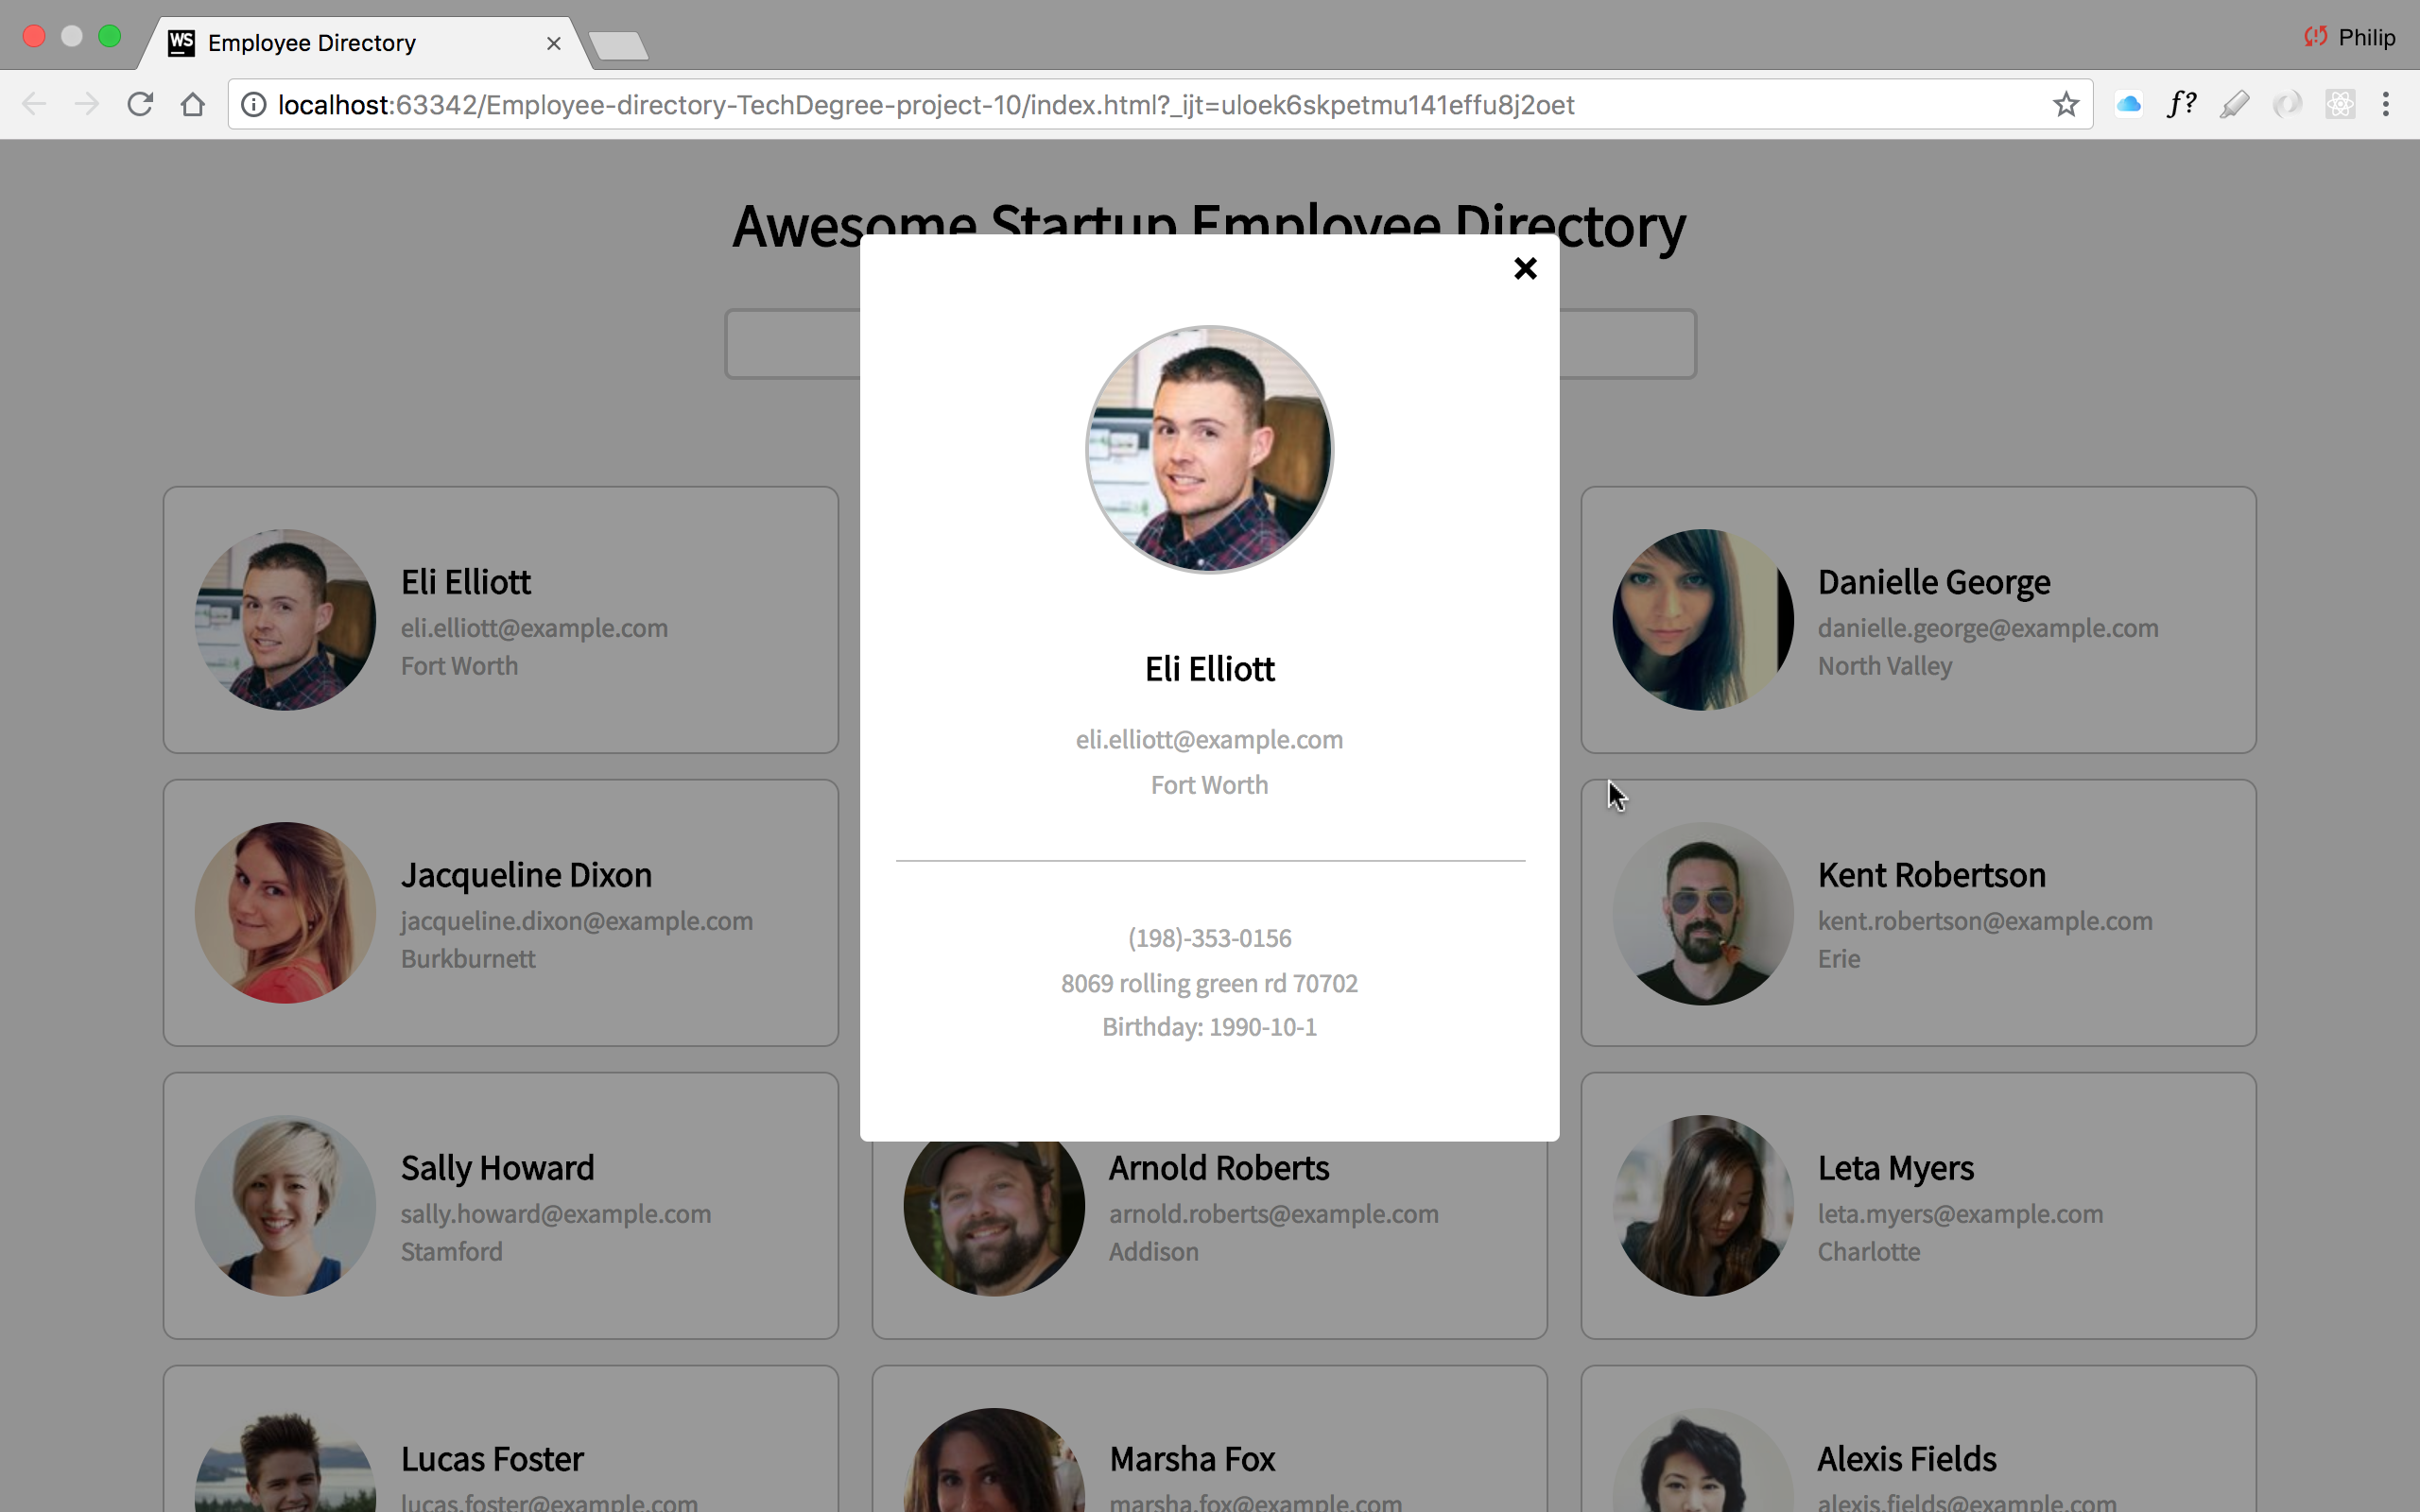 WS
Employee Directory
Philip
localhost:63342/Employee-directory-TechDegree-project-10/index.html?_ijt=uloek6skpetmu141effu8j2oet
f?
Awesome Startup Employee Directory
Eli Elliott
eli.elliott@example.com
Fort Worth
(198)-353-0156
8069 rolling green rd 70702
Birthday: 1990-10-1
Eli Elliott
eli.elliott@example.com
Fort Worth
Danielle George
danielle.george@example.com
North Valley
Jacqueline Dixon
jacqueline.dixon@example.com
Burkburnett
Kent Robertson
kent.robertson@example.com
Erie
Sally Howard
sally.howard@example.com
Stamford
Arnold Roberts
arnold.roberts@example.com
Addison
Leta Myers
leta.myers@example.com
Charlotte
Lucas Foster
lucas.foster@example.com
Marsha Fox
marsha.fox@example.com
Alexis Fields
alexis.fields@example.com